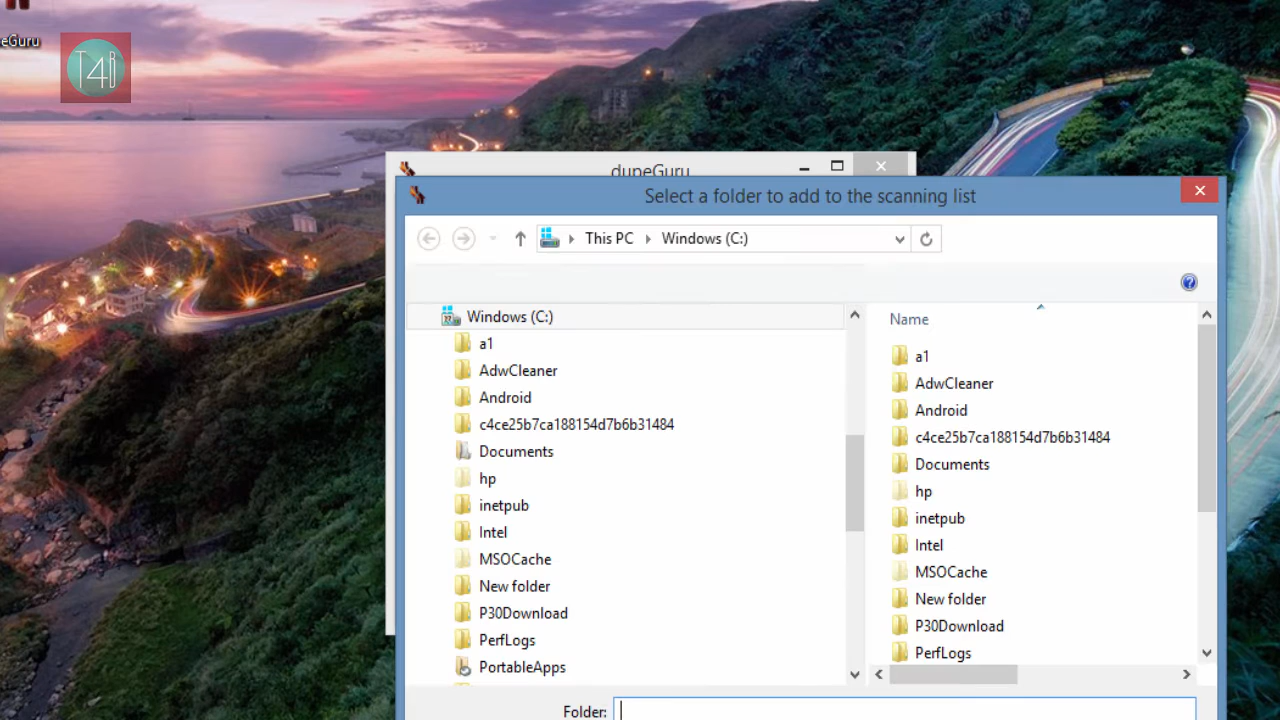 eGuru
T4B
dupeGuru
Select a folder to add to the scanning list
This PC
Windows (C:)
Windows (C:)
a1
AdwCleaner
Android
c4ce25b7ca188154d7b6b31484
Documents
hp
inetpub
Intel
MSOCache
New folder
P30Download
PerfLogs
PortableApps
Name
a1
AdwCleaner
Android
c4ce25b7ca188154d7b6b31484
Documents
hp
inetpub
Intel
MSOCache
New folder
P30Download
PerfLogs
Folder: